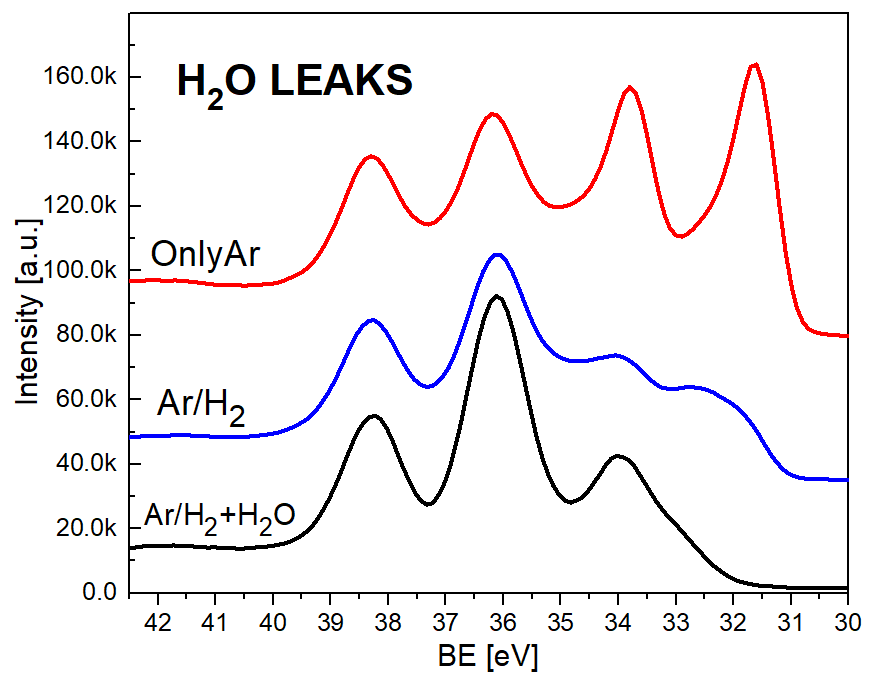 H₂O LEAKS
160.0k
140.0k
120.0k
100.0k
80.0k
60.0k
40.0k
20.0k
0.0
Intensity [a.u.]
OnlyAr
Ar/H₂
Ar/H₂+H₂O
42 41 40 39 38 37 36 35 34 33 32 31 30
BE [eV]